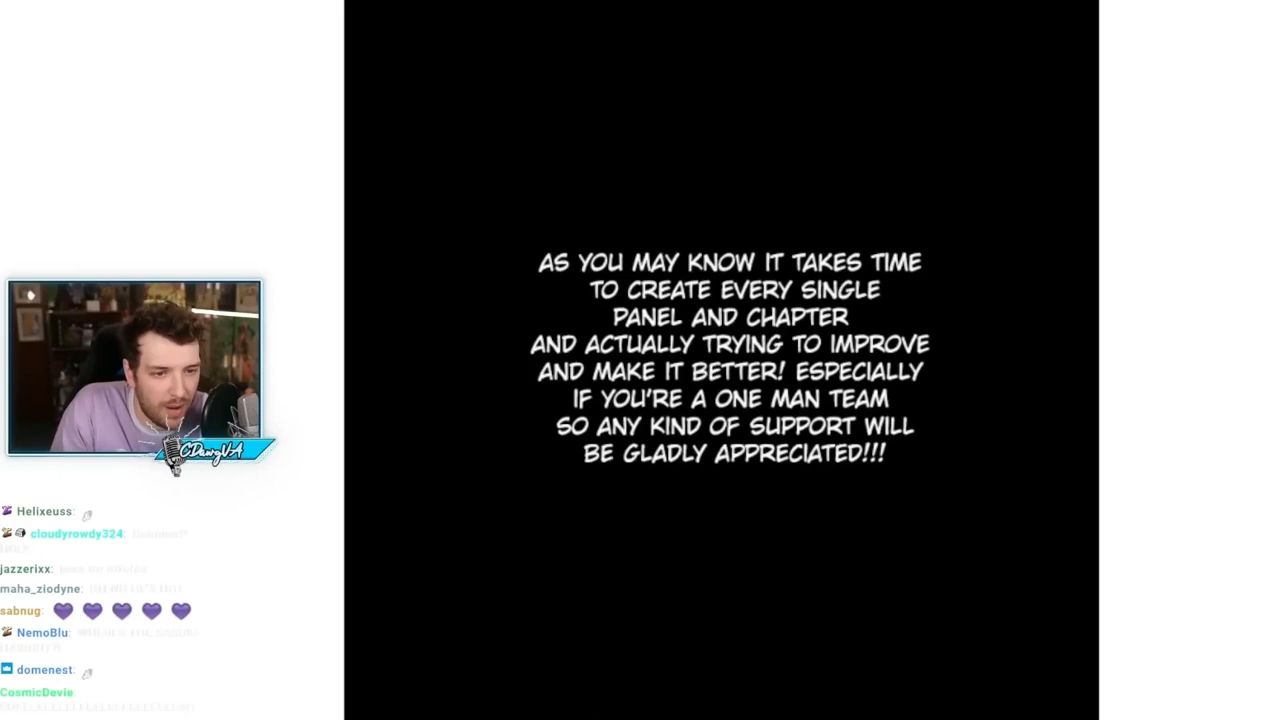 AS YOU MAY KNOW IT TAKES TIME
TO CREATE EVERY SINGLE
PANEL AND CHAPTER
AND ACTUALLY TRYING TO IMPROVE
AND MAKE IT BETTER! ESPECIALLY
IF YOU'RE A ONE MAN TEAM
SO ANY KIND OF SUPPORT WILL
BE GLADLY APPRECIATED!!!
CDawgVA
Helixeuss:
cloudyrowdy324:
jazzerixx:
maha_ziodyne:
sabnug: 💜 💜 💜 💜 💜
NemoBlu:
domenest:
CosmicDevie